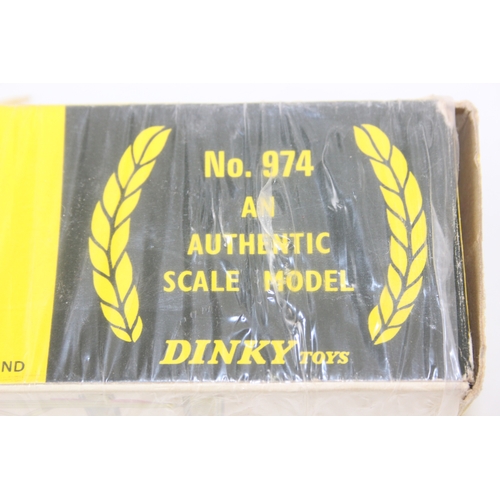 No. 974
AN
AUTHENTIC
SCALE MODEL
DINKY TOYS
ND